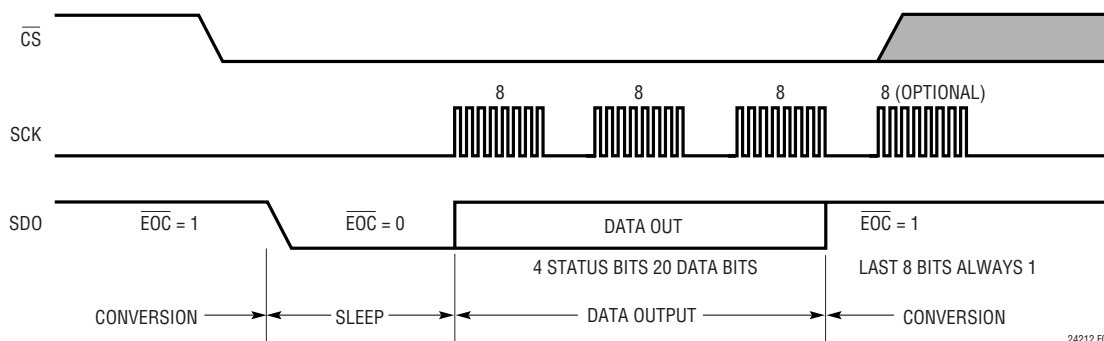 CS
8 8 8 8 (OPTIONAL)
SCK
SDO EOC = 1 EOC = 0 DATA OUT EOC = 1
4 STATUS BITS 20 DATA BITS LAST 8 BITS ALWAYS 1
CONVERSION SLEEP DATA OUTPUT CONVERSION